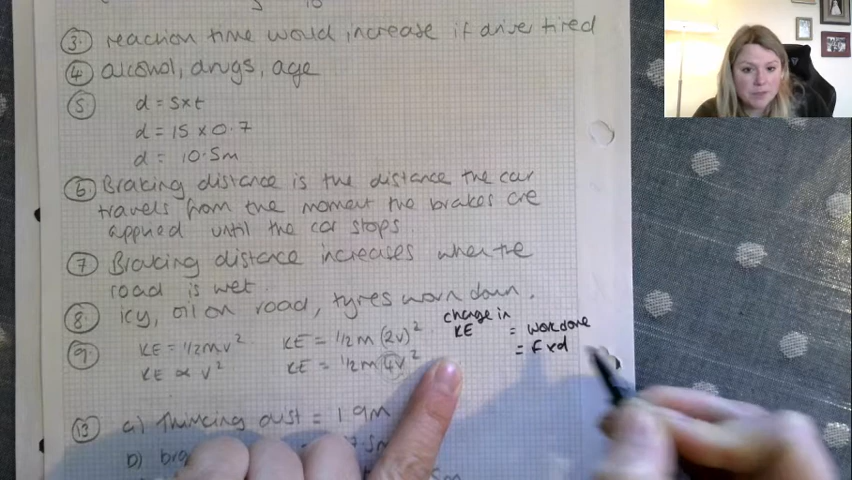 ③ reaction time would increase if driver tired
④ alcohol, drugs, age
⑤ d = s×t
d = 15 × 0.7
d = 10.5m
⑥ Braking distance is the distance the car
travels from the moment the brakes are
applied until the car stops.
⑦ Braking distance increases when the
road is wet.
⑧ icy, oil on road, tyres worn down.
⑨ KE = 1/2mv² KE = 1/2m(2v)² change in KE = work done
KE ∝ v² KE = 1/2m4v² = F×d
⑬ a) Thinking dist = 19m
b)